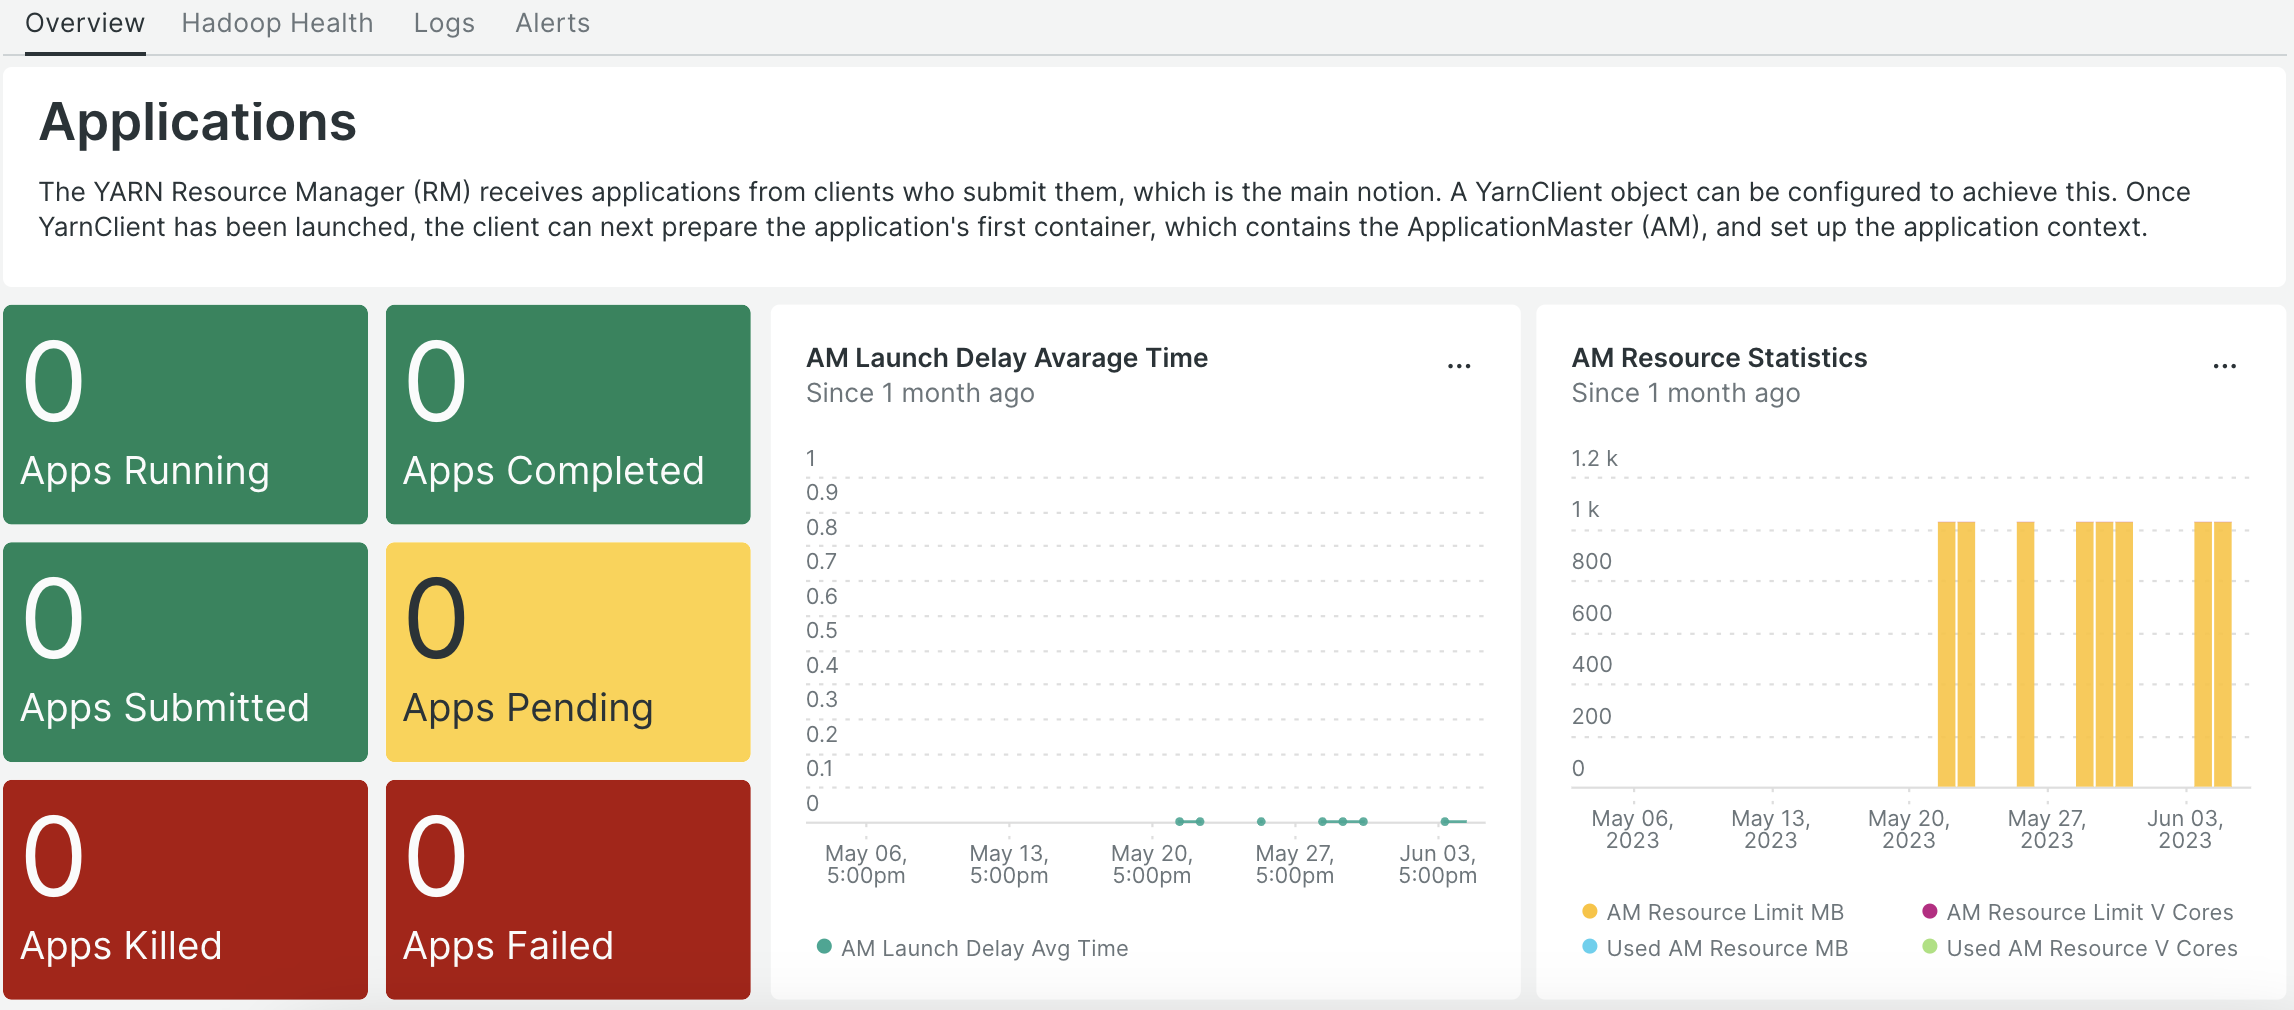 Overview Hadoop Health Logs Alerts
Applications
The YARN Resource Manager (RM) receives applications from clients who submit them, which is the main notion. A YarnClient object can be configured to achieve this. Once
YarnClient has been launched, the client can next prepare the application's first container, which contains the ApplicationMaster (AM), and set up the application context.
0
Apps Running
0
Apps Completed
0
Apps Submitted
0
Apps Pending
0
Apps Killed
0
Apps Failed
AM Launch Delay Avarage Time
...
Since 1 month ago
1
0.9
0.8
0.7
0.6
0.5
0.4
0.3
0.2
0.1
0
May 06,
5:00pm
May 13,
5:00pm
May 20,
5:00pm
May 27,
5:00pm
Jun 03,
5:00pm
AM Launch Delay Avg Time
AM Resource Statistics
...
Since 1 month ago
1.2 k
1 k
800
600
400
200
0
May 06,
2023
May 13,
2023
May 20,
2023
May 27,
2023
Jun 03,
2023
AM Resource Limit MB
AM Resource Limit V Cores
Used AM Resource MB
Used AM Resource V Cores